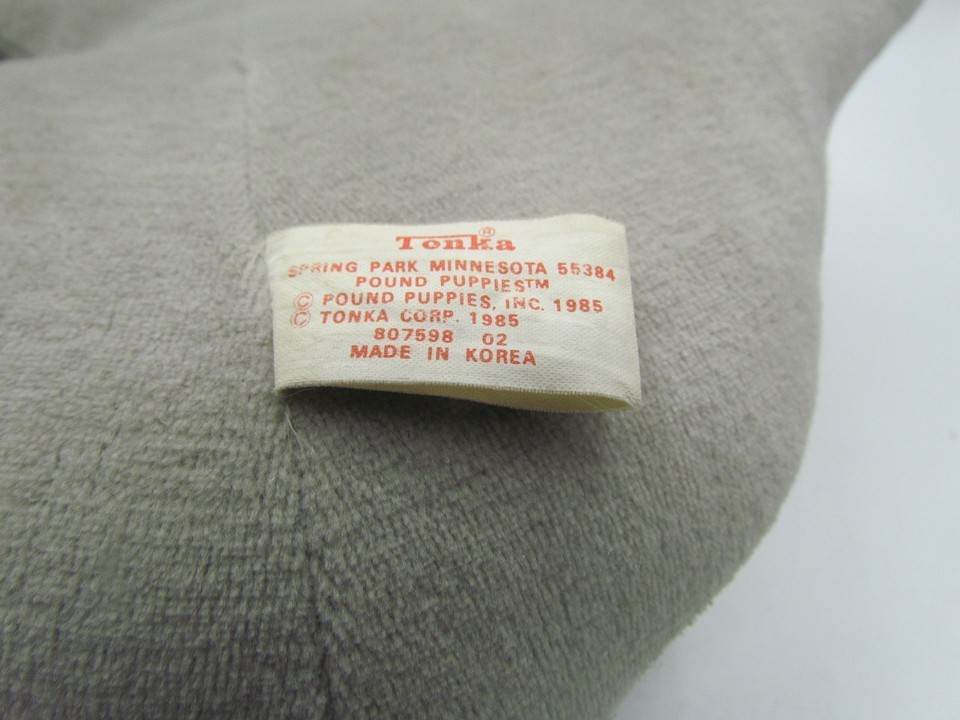 Tonka®
SPRING PARK MINNESOTA 55384
POUND PUPPIES™
© POUND PUPPIES, INC. 1985
© TONKA CORP. 1985
807598 02
MADE IN KOREA